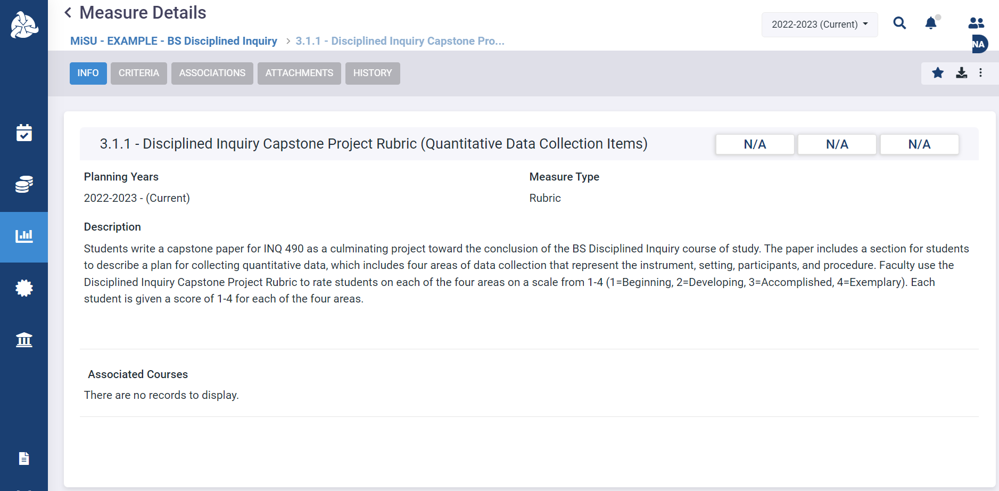 Measure Details
2022-2023 (Current)
MiSU - EXAMPLE - BS Disciplined Inquiry > 3.1.1 - Disciplined Inquiry Capstone Pro...
NA
INFO CRITERIA ASSOCIATIONS ATTACHMENTS HISTORY
3.1.1 - Disciplined Inquiry Capstone Project Rubric (Quantitative Data Collection Items) N/A N/A N/A
Planning Years Measure Type
2022-2023 - (Current) Rubric
Description
Students write a capstone paper for INQ 490 as a culminating project toward the conclusion of the BS Disciplined Inquiry course of study. The paper includes a section for students
to describe a plan for collecting quantitative data, which includes four areas of data collection that represent the instrument, setting, participants, and procedure. Faculty use the
Disciplined Inquiry Capstone Project Rubric to rate students on each of the four areas on a scale from 1-4 (1=Beginning, 2=Developing, 3=Accomplished, 4=Exemplary). Each
student is given a score of 1-4 for each of the four areas.
Associated Courses
There are no records to display.